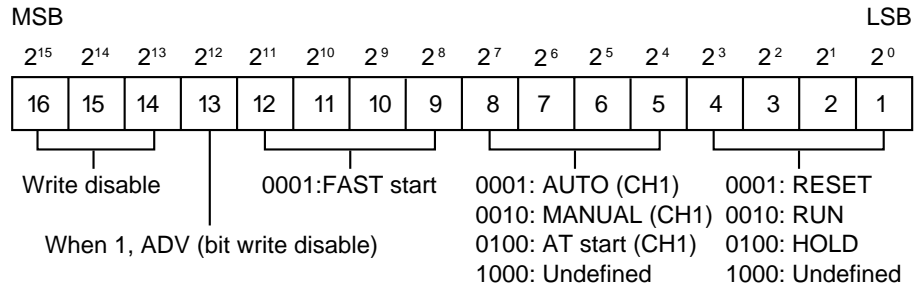 MSB LSB
2¹⁵ 2¹⁴ 2¹³ 2¹² 2¹¹ 2¹⁰ 2⁹ 2⁸ 2⁷ 2⁶ 2⁵ 2⁴ 2³ 2² 2¹ 2⁰
16 15 14 13 12 11 10 9 8 7 6 5 4 3 2 1
Write disable
When 1, ADV (bit write disable)
0001:FAST start
0001: AUTO (CH1)
0010: MANUAL (CH1)
0100: AT start (CH1)
1000: Undefined
0001: RESET
0010: RUN
0100: HOLD
1000: Undefined